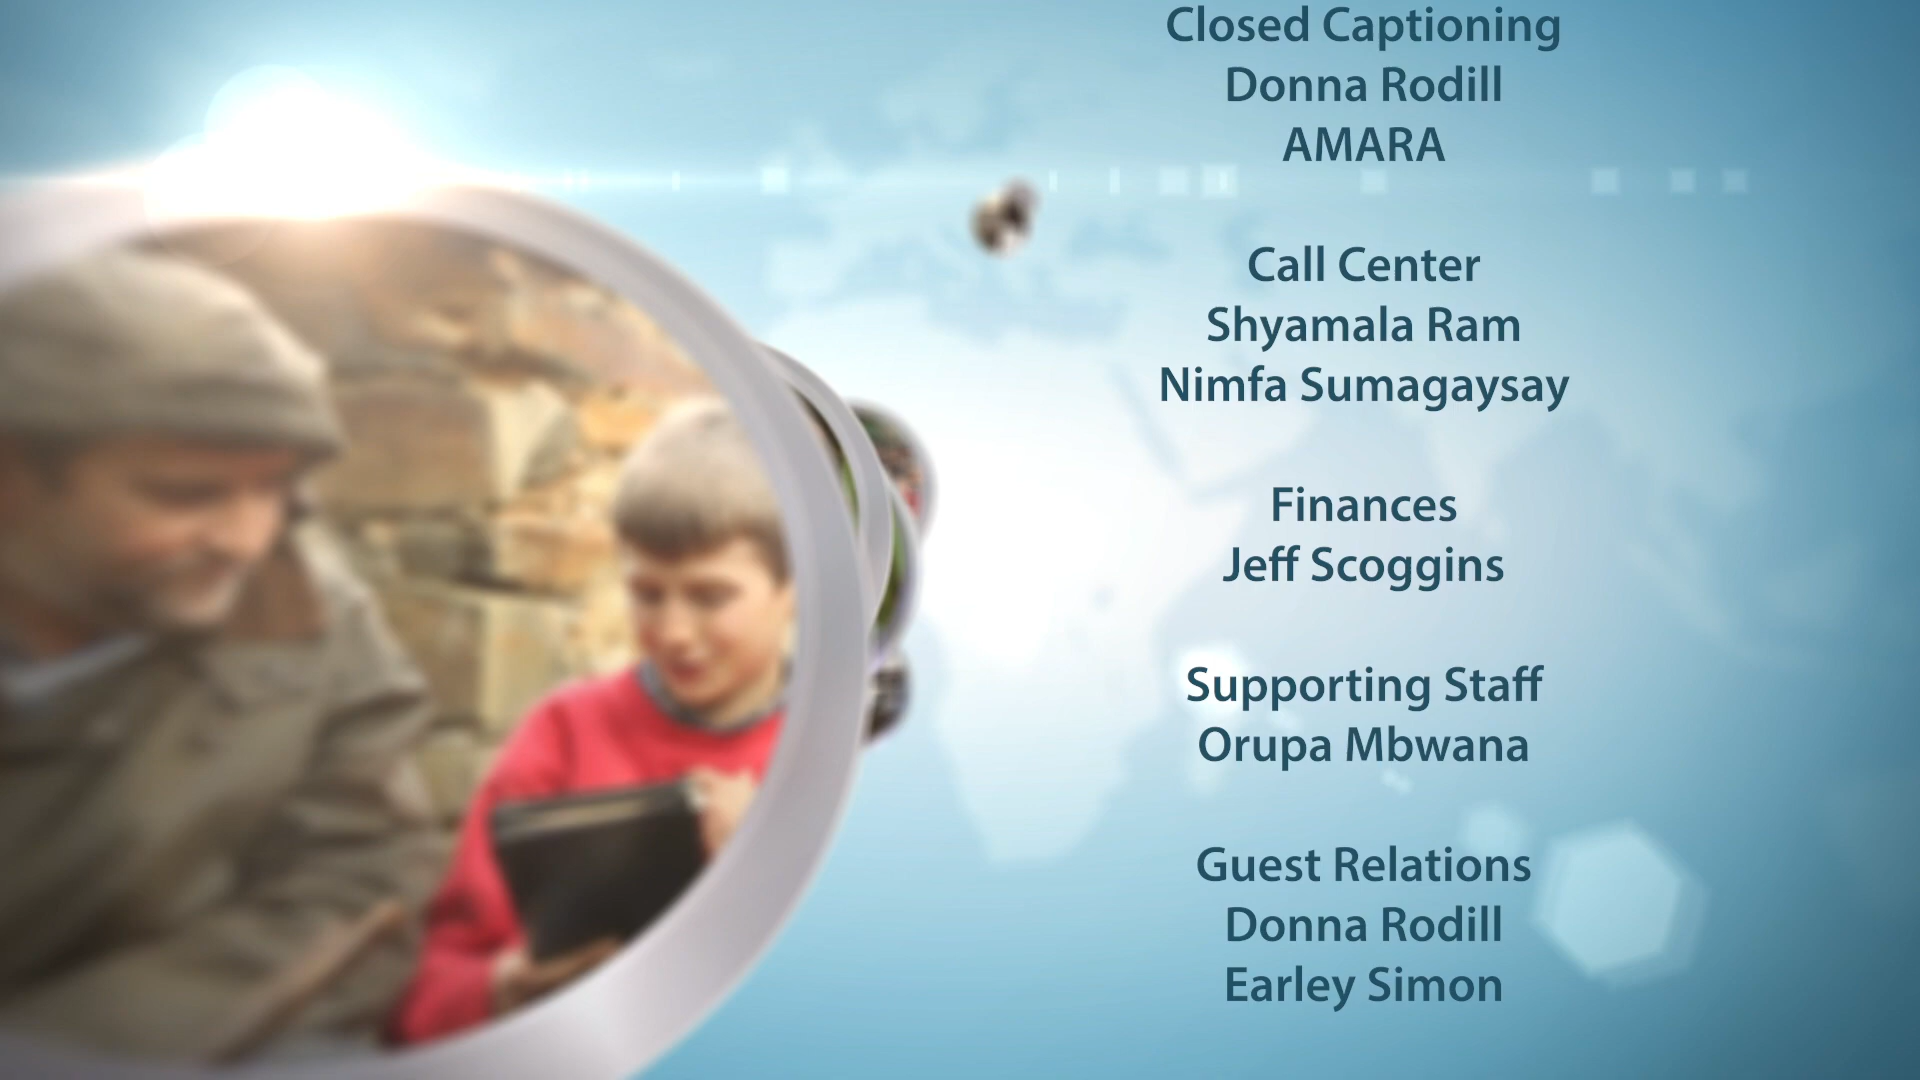 Closed Captioning
Donna Rodill
AMARA
Call Center
Shyamala Ram
Nimfa Sumagaysay
Finances
Jeff Scoggins
Supporting Staff
Orupa Mbwana
Guest Relations
Donna Rodill
Earley Simon